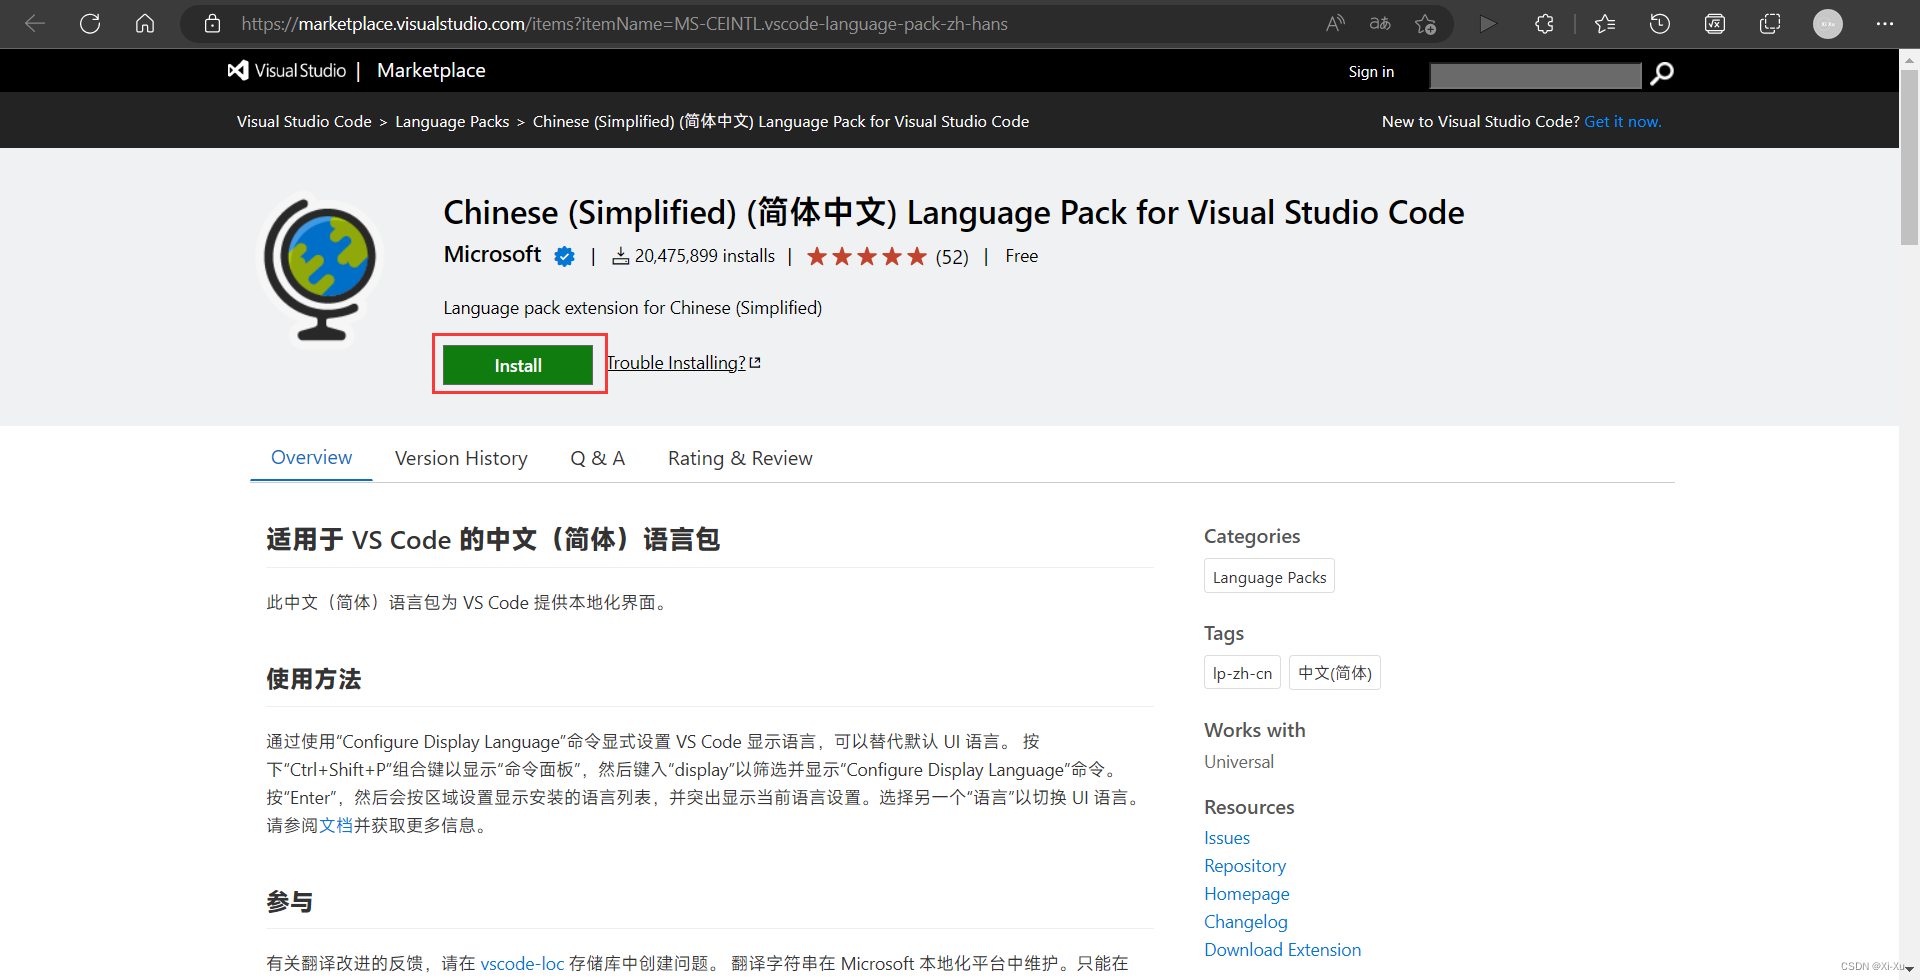 https://marketplace.visualstudio.com/items?itemName=MS-CEINTL.vscode-language-pack-zh-hans
Visual Studio | Marketplace
Sign in
Visual Studio Code > Language Packs > Chinese (Simplified) (简体中文) Language Pack for Visual Studio Code
New to Visual Studio Code? Get it now.
Chinese (Simplified) (简体中文) Language Pack for Visual Studio Code
Microsoft | 20,475,899 installs | (52) | Free
Language pack extension for Chinese (Simplified)
Install
Trouble Installing?
Overview
Version History
Q & A
Rating & Review
适用于 VS Code 的中文（简体）语言包
此中文（简体）语言包为 VS Code 提供本地化界面。
使用方法
通过使用“Configure Display Language”命令显式设置 VS Code 显示语言，可以替代默认 UI 语言。 按
下“Ctrl+Shift+P”组合键以显示“命令面板”，然后键入“display”以筛选并显示“Configure Display Language”命令。
按“Enter”，然后会按区域设置显示安装的语言列表，并突出显示当前语言设置。选择另一个“语言”以切换 UI 语言。
请参阅文档并获取更多信息。
参与
有关翻译改进的反馈，请在 vscode-loc 存储库中创建问题。 翻译字符串在 Microsoft 本地化平台中维护。只能在
Categories
Language Packs
Tags
lp-zh-cn
中文(简体)
Works with
Universal
Resources
Issues
Repository
Homepage
Changelog
Download Extension
CSDN @Xi-Xu